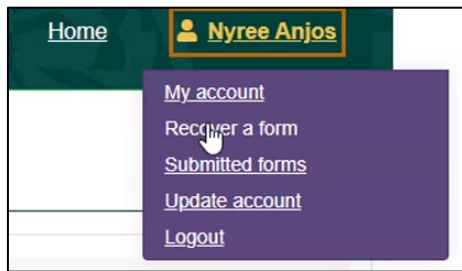 Home Nyree Anjos
My account
Recover a form
Submitted forms
Update account
Logout